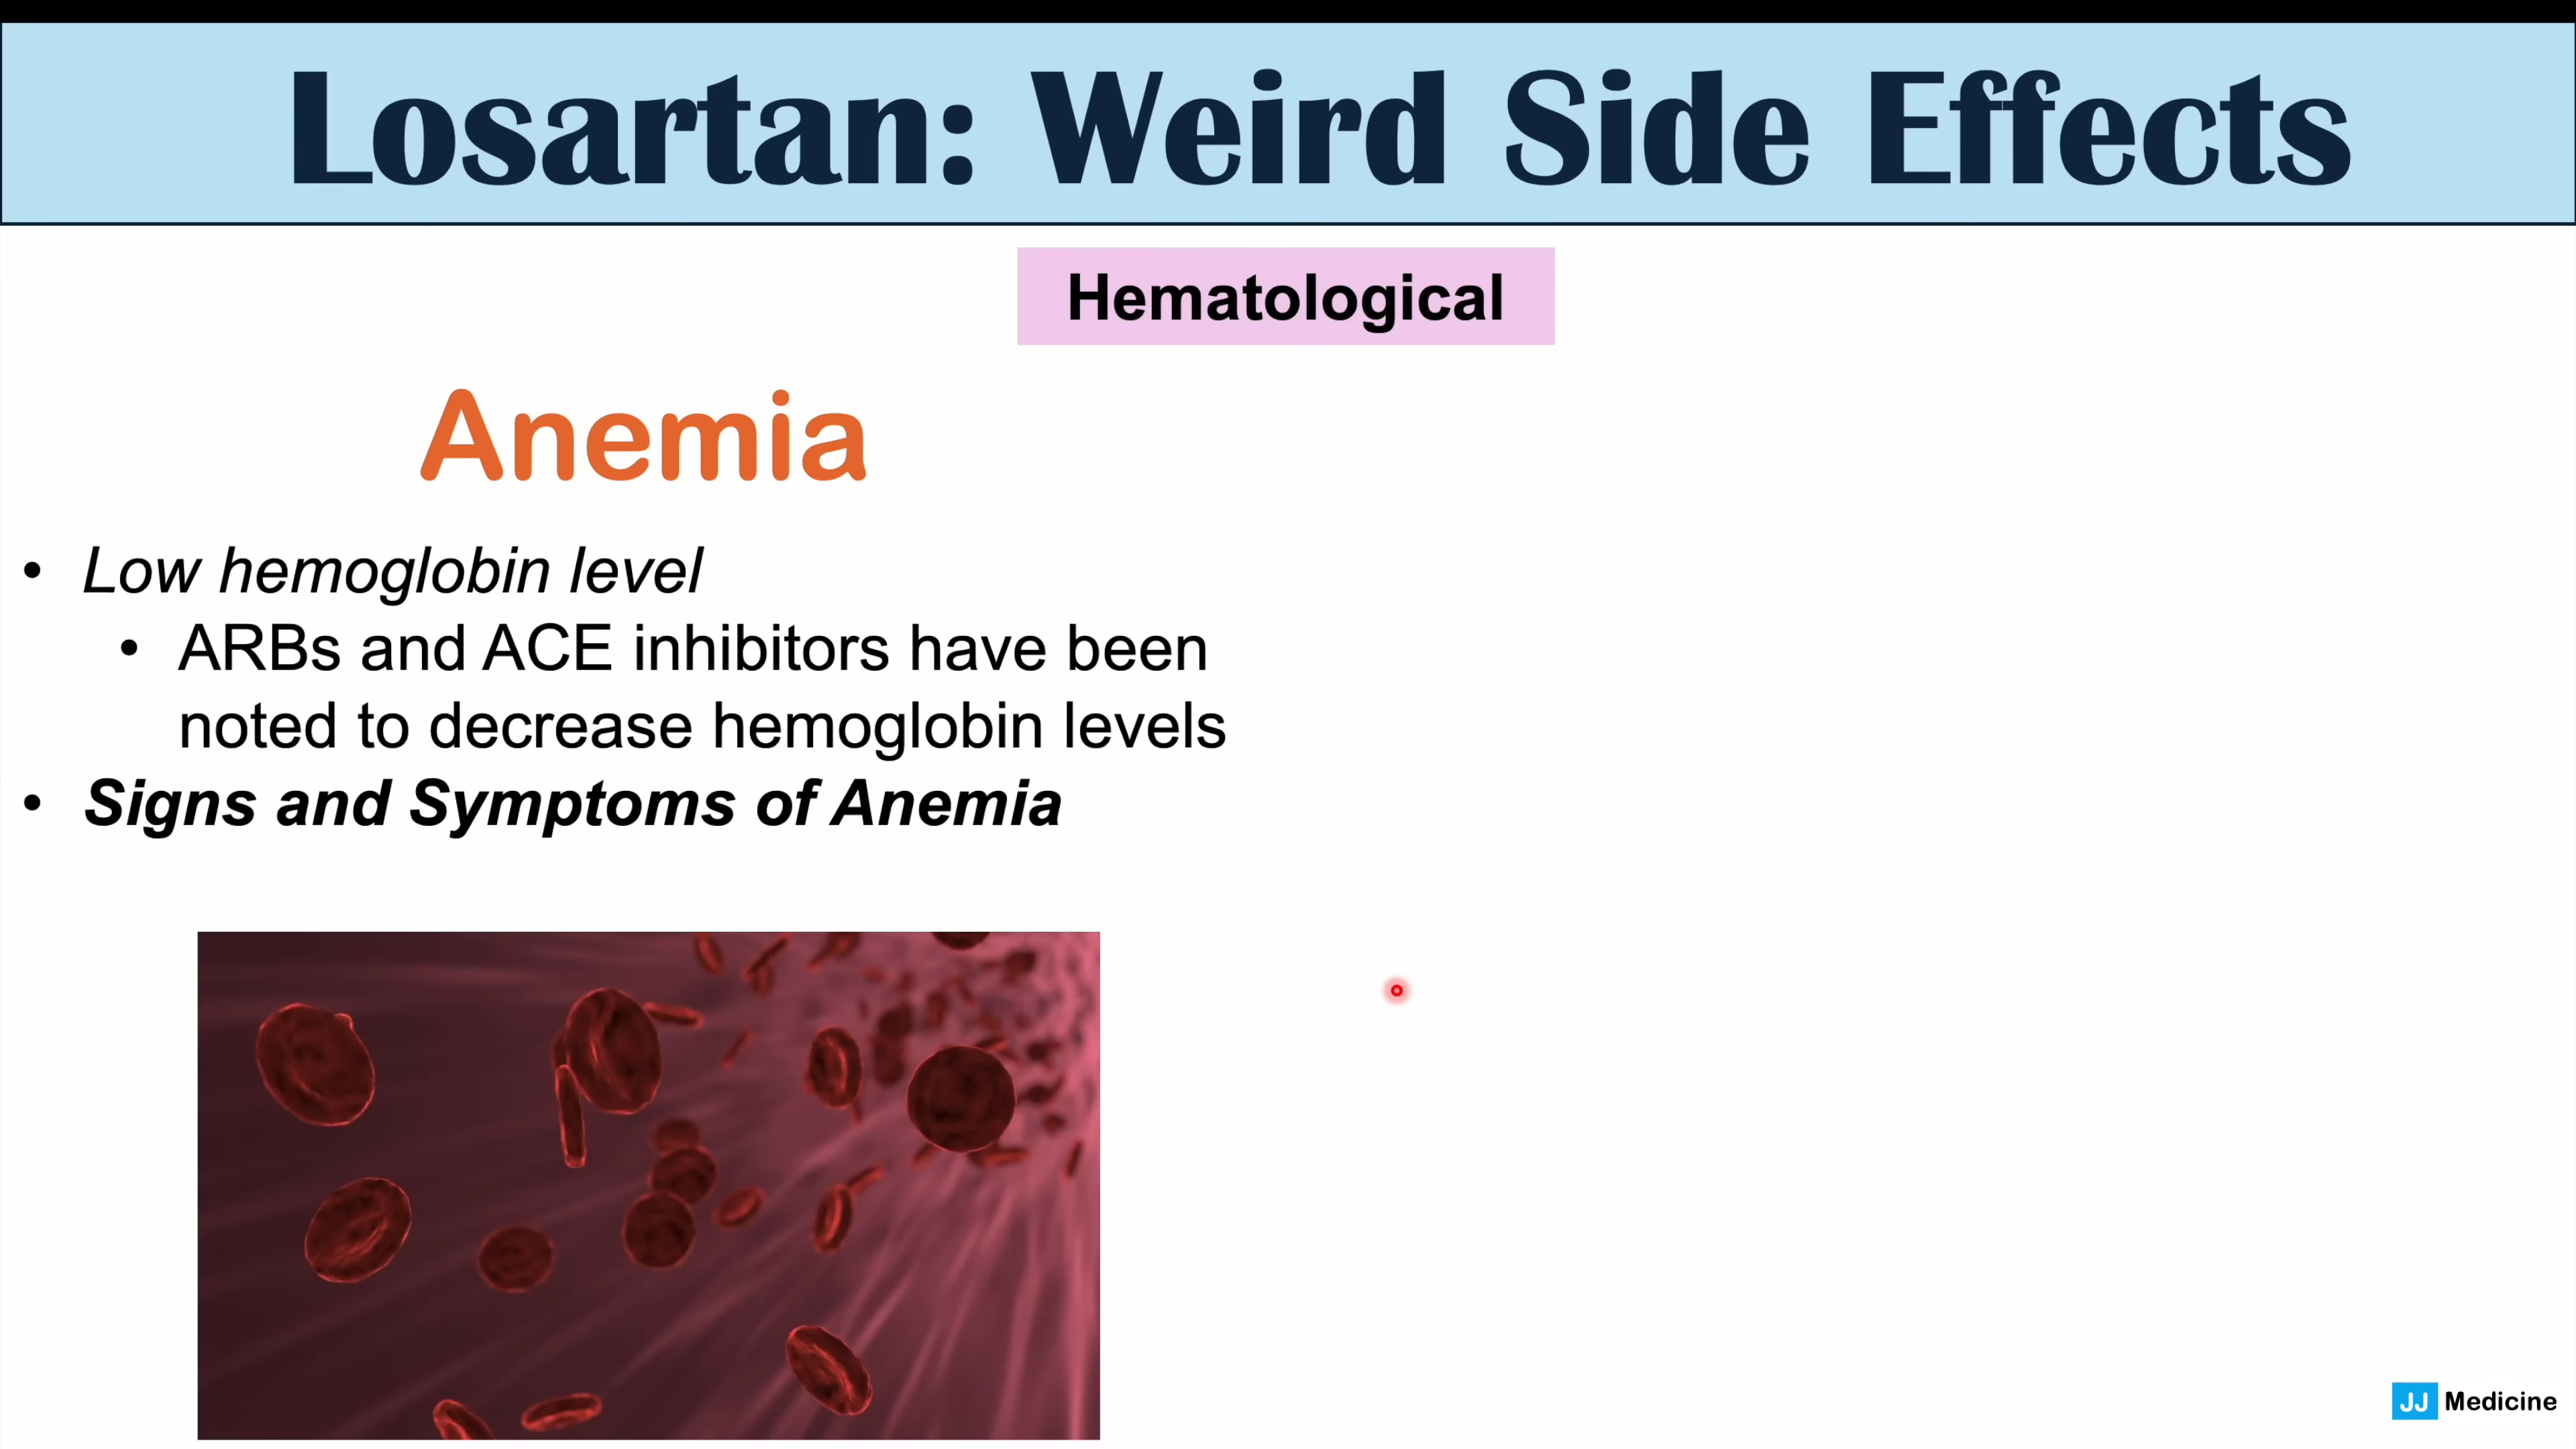 Losartan: Weird Side Effects
Hematological
Anemia
• Low hemoglobin level
• ARBs and ACE inhibitors have been
noted to decrease hemoglobin levels
• Signs and Symptoms of Anemia
JJ Medicine